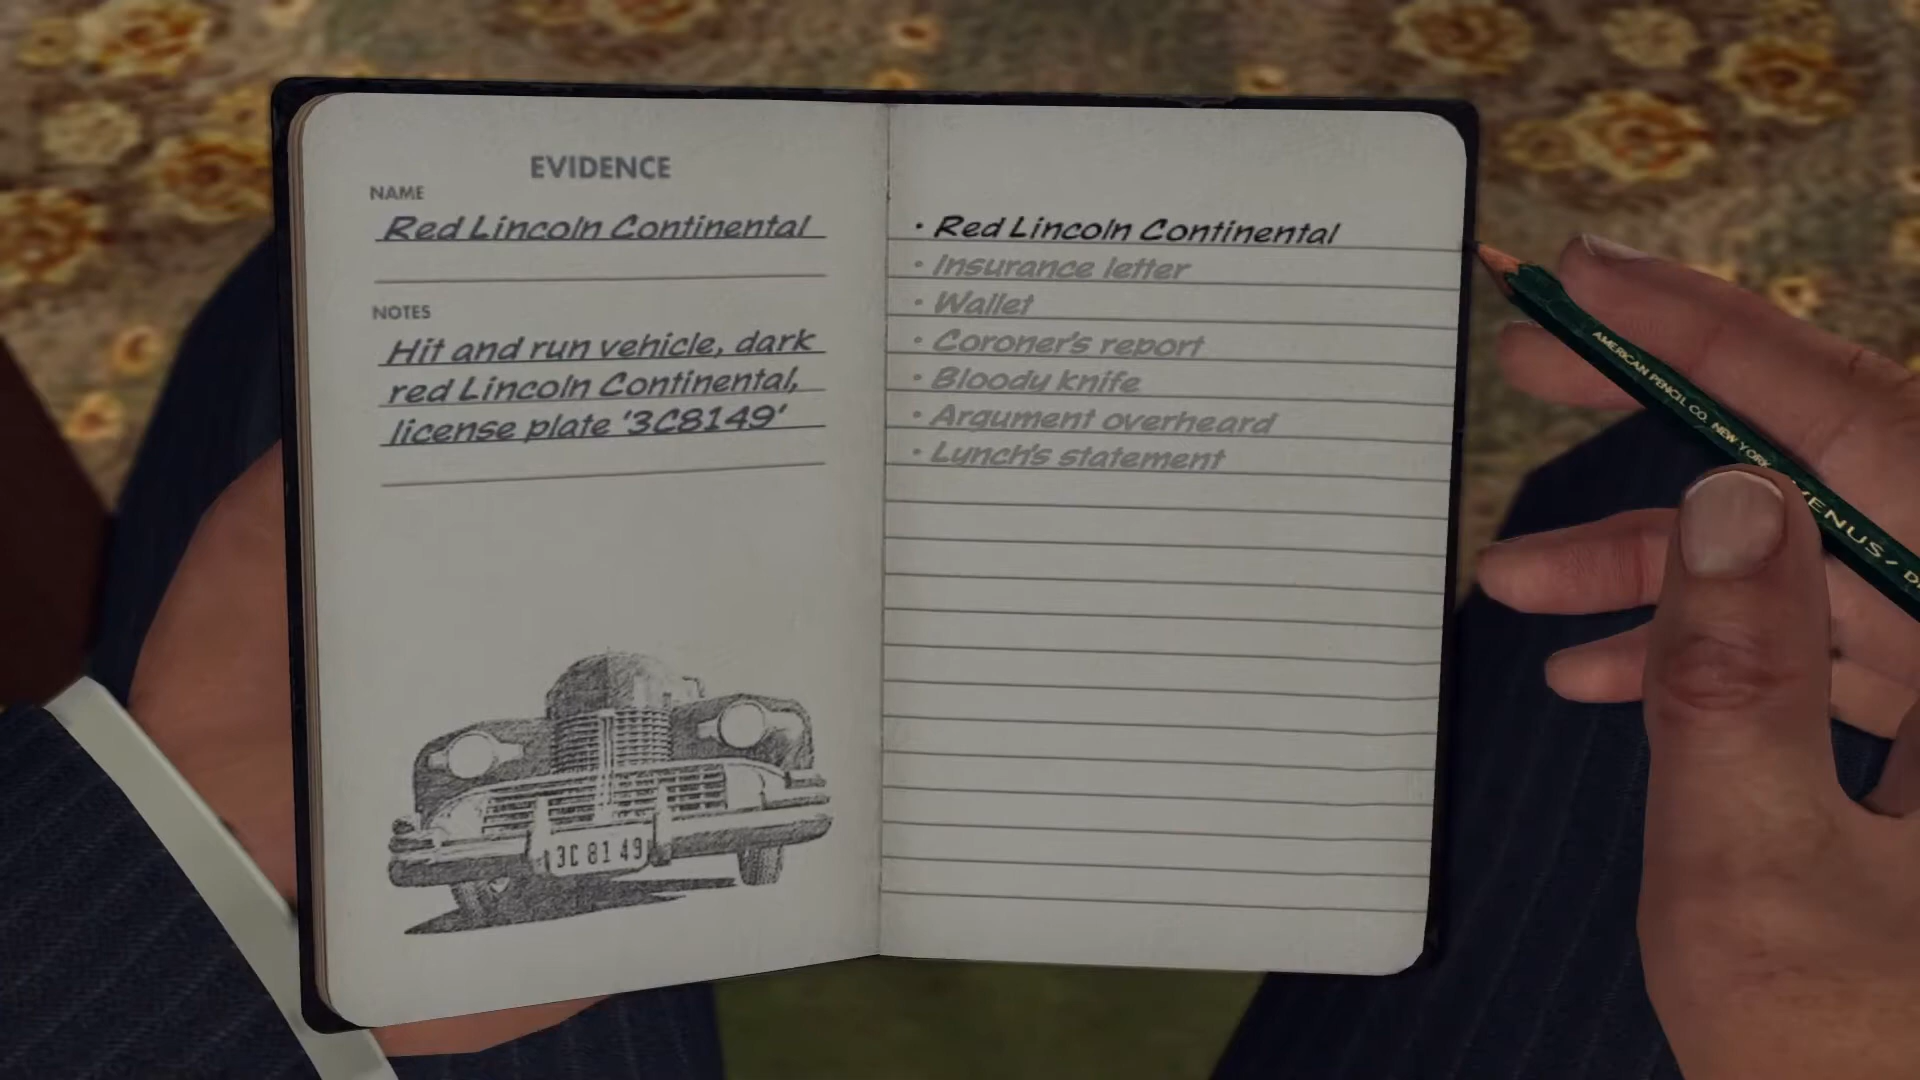 EVIDENCE
NAME
Red Lincoln Continental
NOTES
Hit and run vehicle, dark
red Lincoln Continental,
license plate '3C8149'
3C 81 49
• Red Lincoln Continental
• Insurance letter
• Wallet
• Coroner's report
• Bloody knife
• Argument overheard
• Lynch's statement
AMERICAN PENCIL CO. NEW YORK VENUS / D